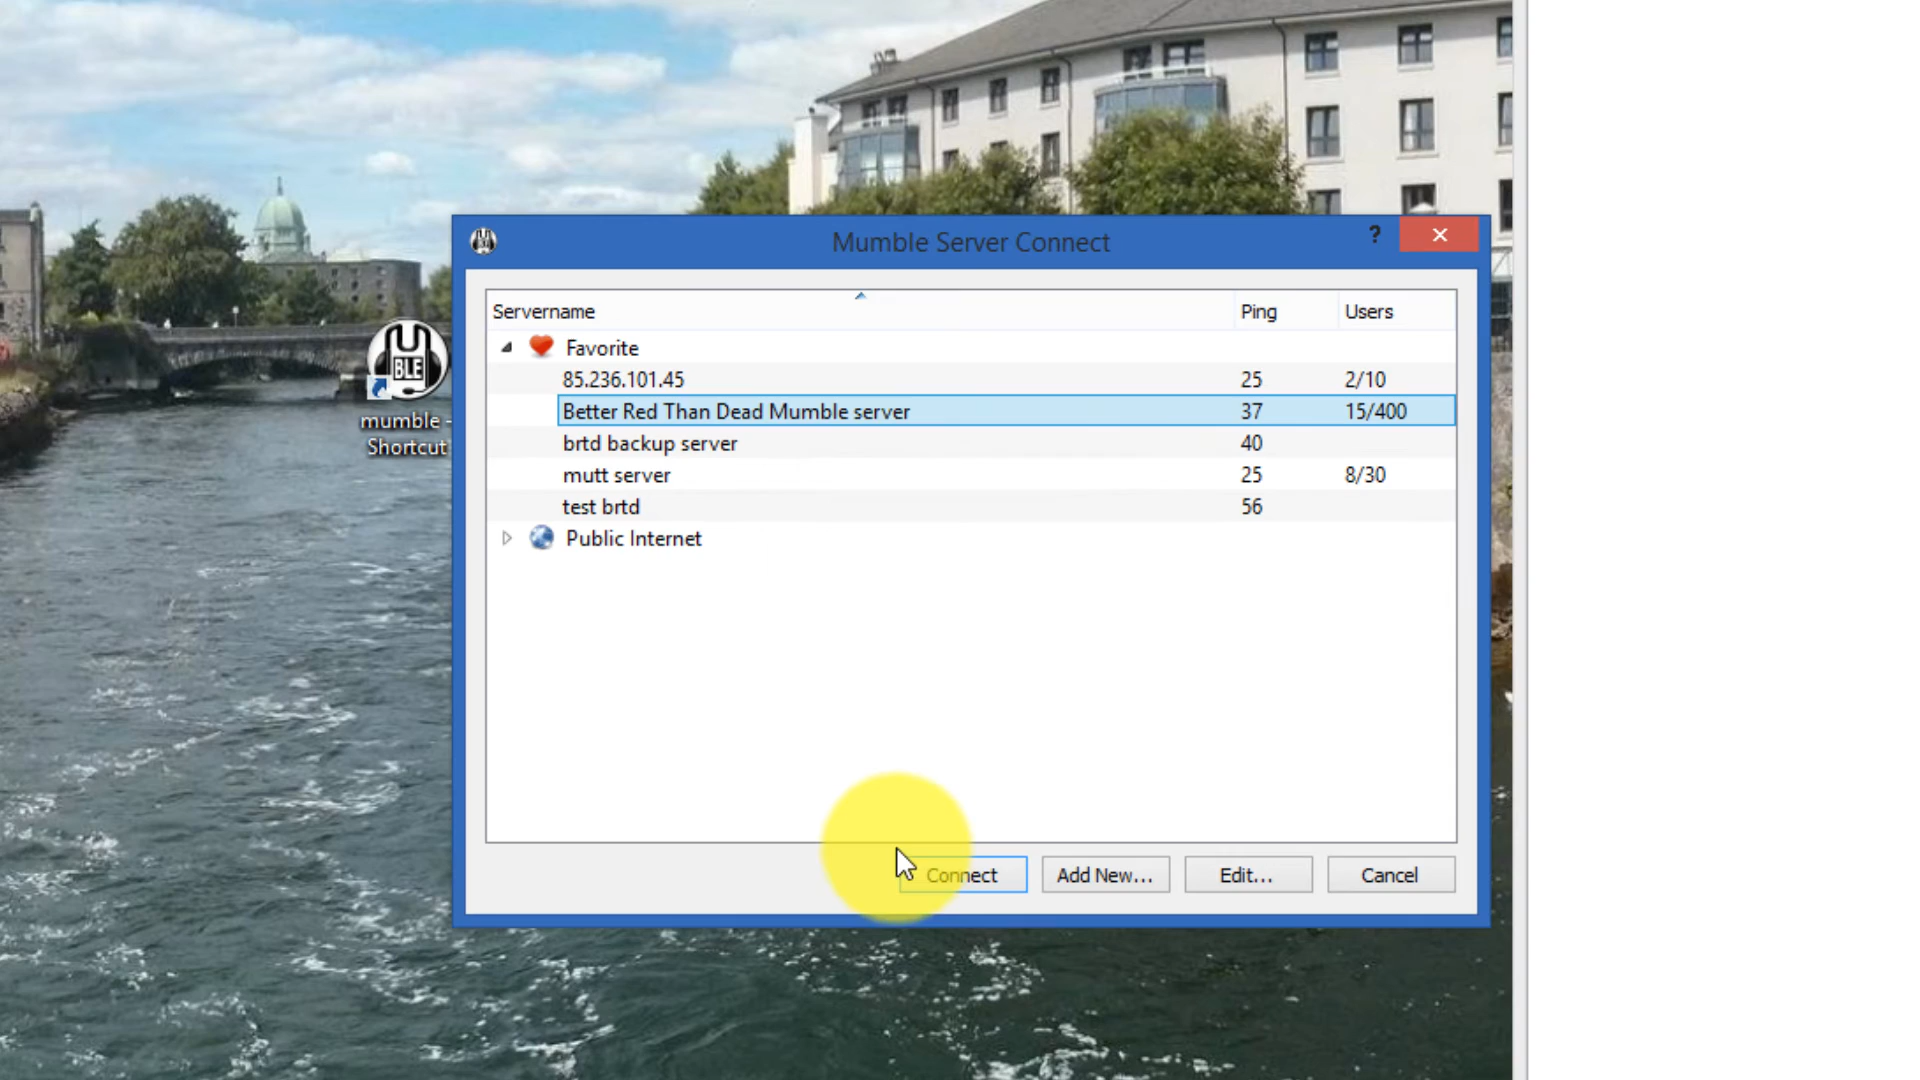 Mumble Server Connect
?
Servername Ping Users
Favorite
85.236.101.45 25 2/10
Better Red Than Dead Mumble server 37 15/400
brtd backup server 40
mutt server 25 8/30
test brtd 56
Public Internet
BLE
mumble -
Shortcut
Connect Add New... Edit... Cancel